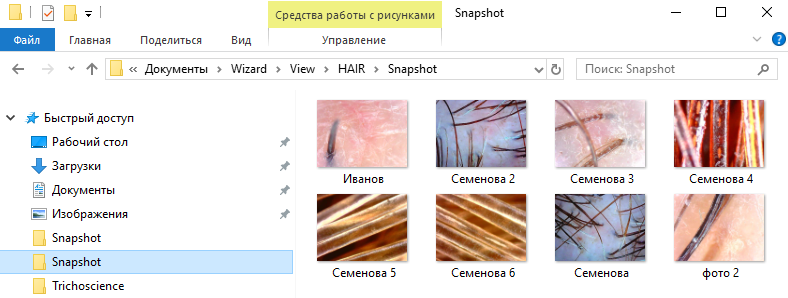 Средства работы с рисунками
Snapshot
Файл
Главная
Поделиться
Вид
Управление
« Документы > Wizard > View > HAIR > Snapshot
Поиск: Snapshot
Быстрый доступ
Рабочий стол
Загрузки
Документы
Изображения
Snapshot
Snapshot
Trichoscience
Иванов
Семенова 2
Семенова 3
Семенова 4
Семенова 5
Семенова 6
Семенова
фото 2